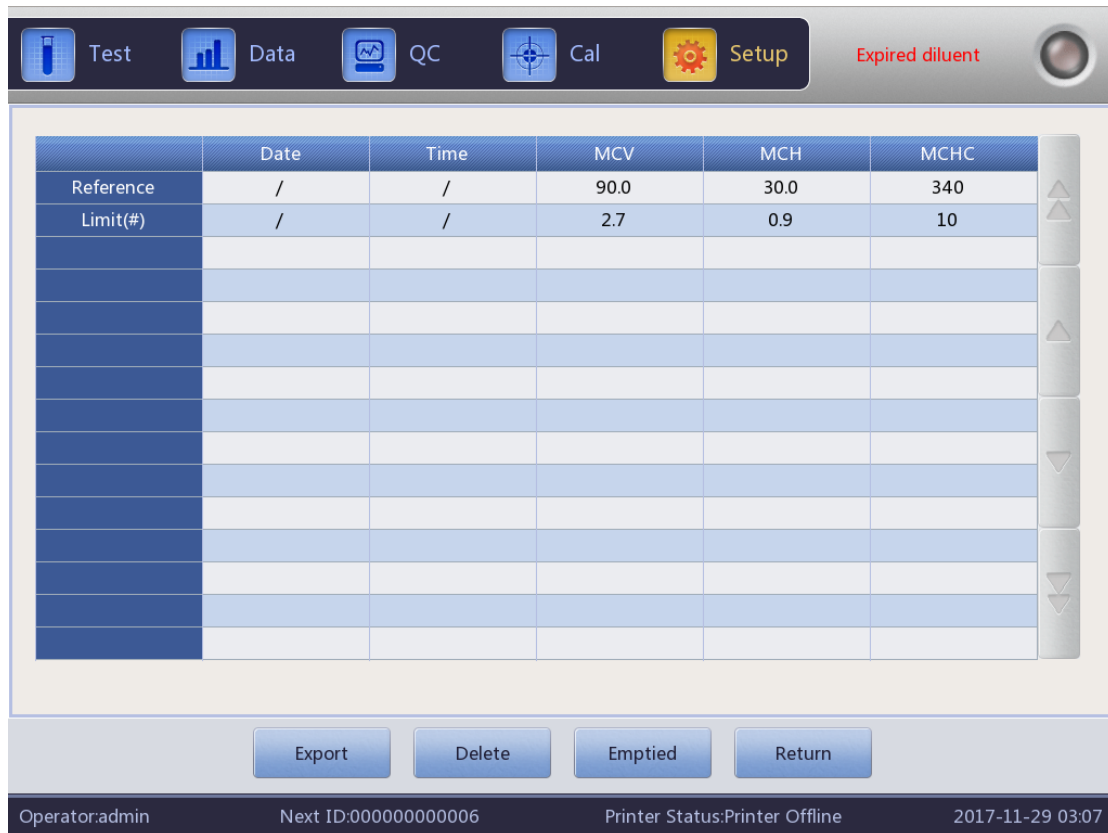 Test Data QC Cal Setup Expired diluent
Date Time MCV MCH MCHC
Reference / / 90.0 30.0 340
Limit(#) / / 2.7 0.9 10
Export Delete Emptied Return
Operator:admin Next ID:000000000006 Printer Status:Printer Offline 2017-11-29 03:07